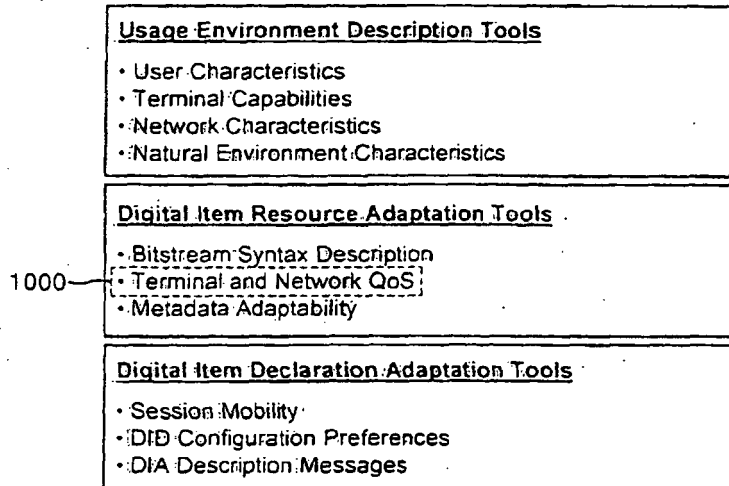 Usage Environment Description Tools
• User Characteristics
• Terminal Capabilities
• Network Characteristics
• Natural Environment Characteristics
Digital Item Resource Adaptation Tools
• Bitstream Syntax Description
1000 • Terminal and Network QoS
• Metadata Adaptability
Digital Item Declaration Adaptation Tools
• Session Mobility
• DID Configuration Preferences
• DIA Description Messages